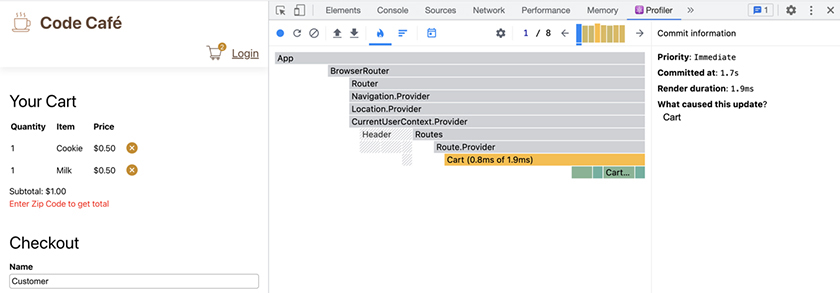 Code Café
2
Login
Your Cart
Quantity Item Price
1 Cookie $0.50
1 Milk $0.50
Subtotal: $1.00
Enter Zip Code to get total
Checkout
Name
Customer
Elements Console Sources Network Performance Memory Profiler 1
1 / 8
App
BrowserRouter
Router
Navigation.Provider
Location.Provider
CurrentUserContext.Provider
Header Routes
Route.Provider
Cart (0.8ms of 1.9ms)
Cart...
Commit information
Priority: Immediate
Committed at: 1.7s
Render duration: 1.9ms
What caused this update?
Cart